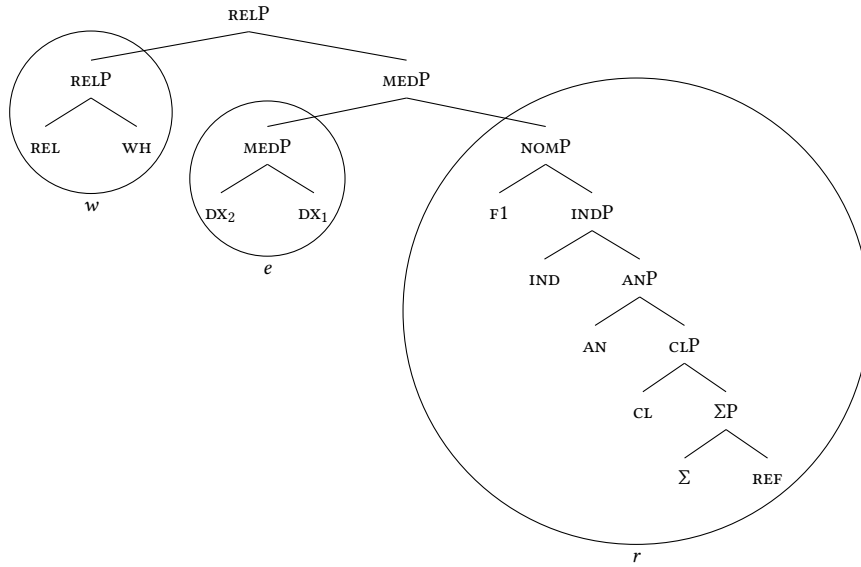 RELP
RELP MEDP
REL WH MEDP NOMP
DX₂ DX₁ F1 INDP
w
e IND ANP
AN CLP
CL ΣP
Σ REF
r